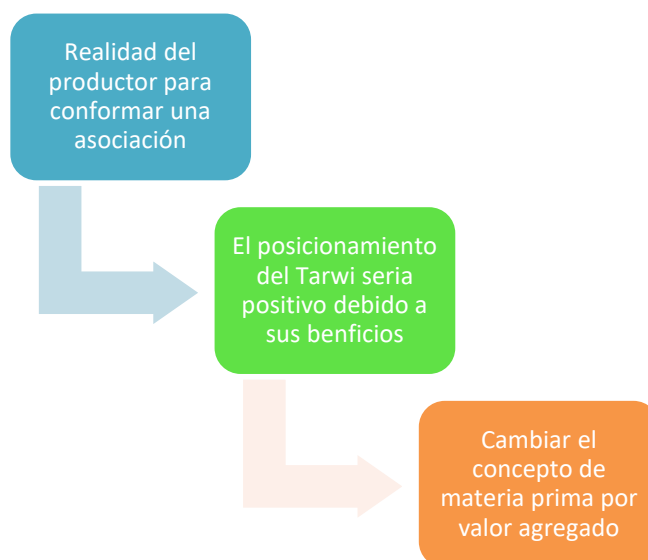 Realidad del
productor para
conformar una
asociación
El posicionamiento
del Tarwi seria
positivo debido a
sus benficios
Cambiar el
concepto de
materia prima por
valor agregado